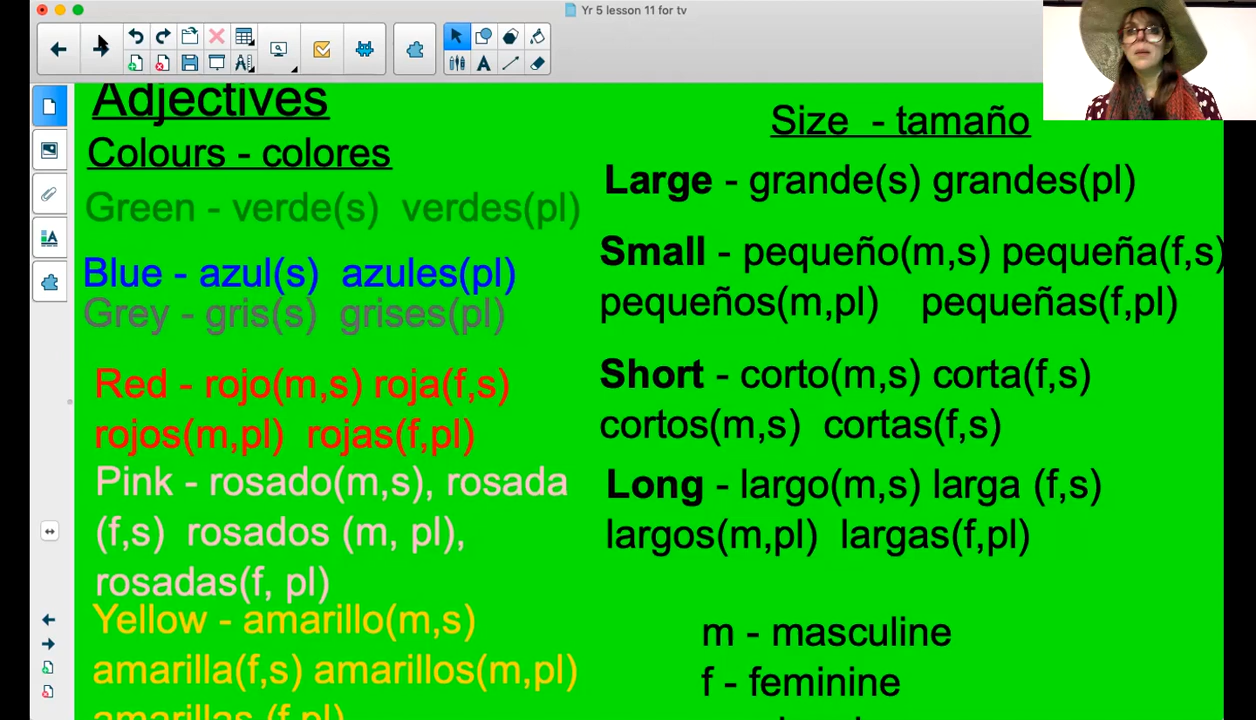 Yr 5 lesson 11 for tv
Adjectives
Colours - colores
Green - verde(s) verdes(pl)
Blue - azul(s) azules(pl)
Grey - gris(s) grises(pl)
Red - rojo(m,s) roja(f,s)
rojos(m,pl) rojas(f,pl)
Pink - rosado(m,s), rosada
(f,s) rosados (m, pl),
rosadas(f, pl)
Yellow - amarillo(m,s)
amarilla(f,s) amarillos(m,pl)
amarillas (f,pl)
Size - tamaño
Large - grande(s) grandes(pl)
Small - pequeño(m,s) pequeña(f,s)
pequeños(m,pl) pequeñas(f,pl)
Short - corto(m,s) corta(f,s)
cortos(m,s) cortas(f,s)
Long - largo(m,s) larga (f,s)
largos(m,pl) largas(f,pl)
m - masculine
f - feminine